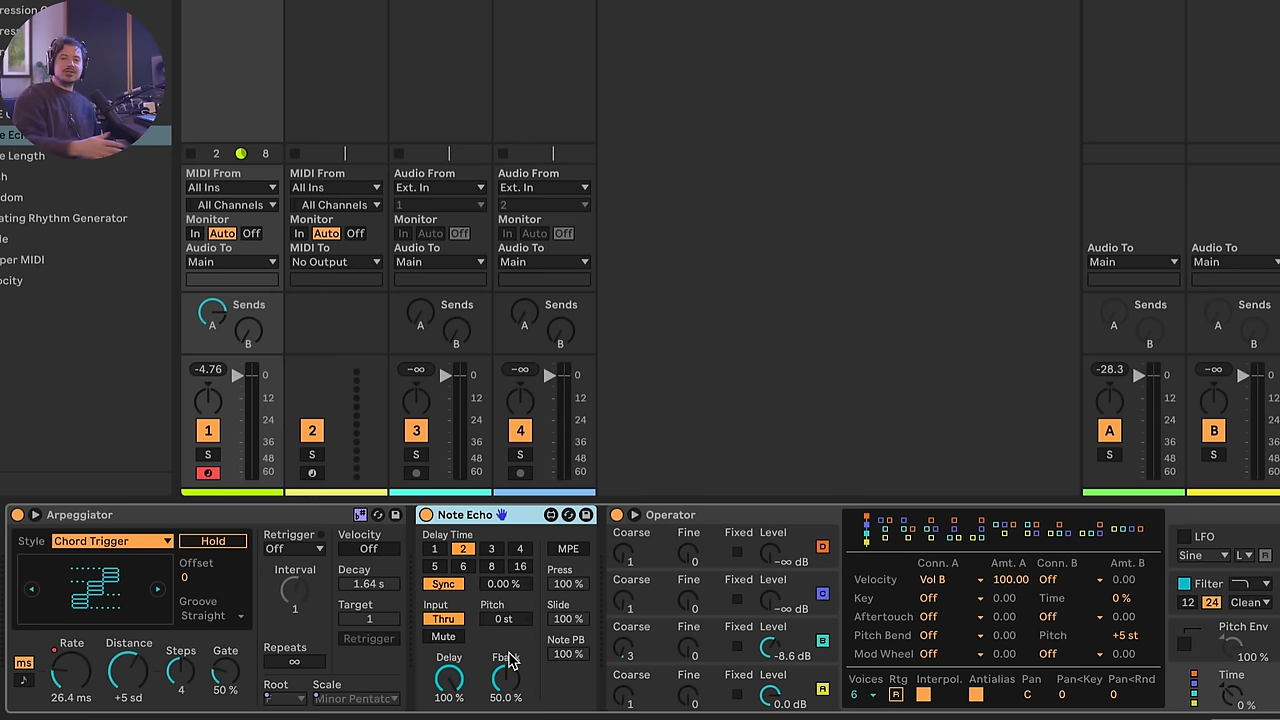 Length
dom
ating Rhythm Generator
per MIDI
ocity
2 8
MIDI From MIDI From Audio From Audio From
All Ins All Ins Ext. In Ext. In
All Channels All Channels 1 2
Monitor Monitor Monitor Monitor
In Auto Off In Auto Off In Auto Off In Auto Off
Audio To MIDI To Audio To Audio To Audio To Audio To
Main No Output Main Main Main Main
Sends Sends Sends Sends Sends
A A A A A
B B B B B
-4.76 0 -∞ 0 -∞ 0 -28.3 0 -∞ 0
12 12 12 12 12
24 24 24 24 24
1 2 3 4 A B
36 36 36 36 36
S S S S S S
48 48 48 48 48
60 60 60 60 60
Arpeggiator
Style Chord Trigger Hold
Offset
0
Groove
Straight
Rate Distance Steps Gate
ms
26.4 ms +5 sd 4 50 %
Retrigger Velocity
Off Off
Interval Decay
1.64 s
1 Target
1
Repeats Retrigger
∞
Root Scale
Minor Pentatc
Note Echo
Delay Time
1 2 3 4 MPE
5 6 8 16 Press
Sync 0.00 % 100 %
Input Pitch Slide
Thru 0 st 100 %
Mute Note PB
100 %
Delay
100 % 50.0 %
Operator
Coarse Fine Fixed Level
1 0 -∞ dB D
Coarse Fine Fixed Level
1 0 -∞ dB C
Coarse Fine Fixed Level
3 0 -8.6 dB B
Coarse Fine Fixed Level
1 0 0.0 dB A
Conn. A Amt. A Conn. B Amt. B
Velocity Vol B 100.00 Off 0.00
Key Off 0.00 Time 0 %
Aftertouch Off 0.00 Off 0.00
Pitch Bend Off 0.00 Pitch +5 st
Mod Wheel Off 0.00 Off 0.00
Voices Rtg Interpol. Antialias Pan Pan<Key Pan<Rnd
6 R C 0 0
LFO
Sine L R
Filter
12 24 Clean
Pitch Env
100 %
Time
0 %